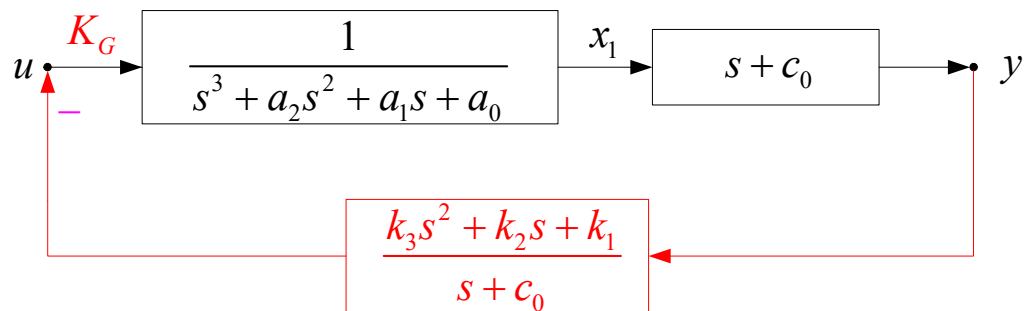 K_G
u
−
1
s^3 + a_2 s^2 + a_1 s + a_0
x_1
s + c_0
y
k_3 s^2 + k_2 s + k_1
s + c_0